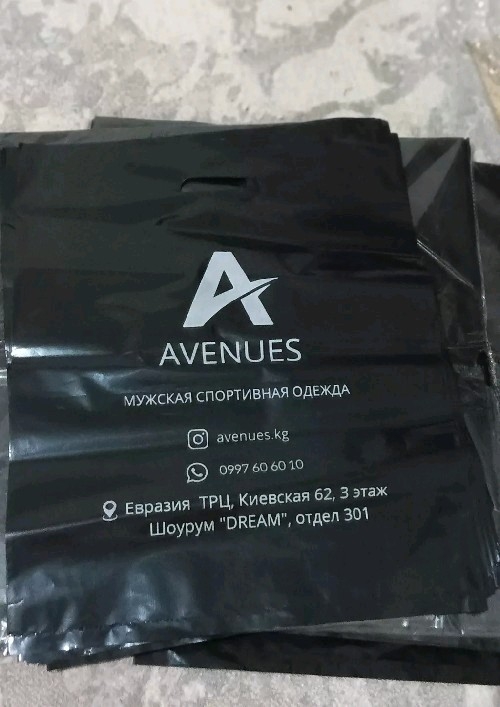 A
AVENUES
МУЖСКАЯ СПОРТИВНАЯ ОДЕЖДА
avenues.kg
0997 60 60 10
Евразия ТРЦ, Киевская 62, 3 этаж
Шоурум "DREAM", отдел 301